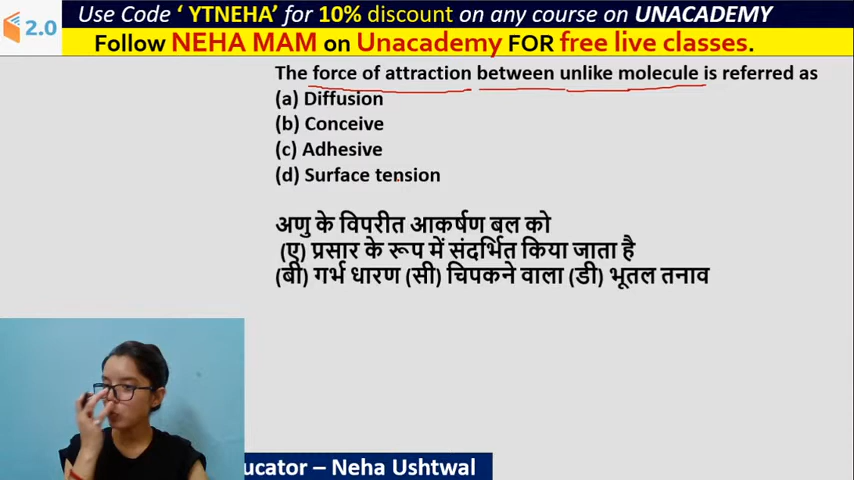 Use Code ‘ YTNEHA’ for 10% discount on any course on UNACADEMY
2.0
Follow NEHA MAM on Unacademy FOR free live classes.
The force of attraction between unlike molecule is referred as
(a) Diffusion
(b) Conceive
(c) Adhesive
(d) Surface tension
अणु के विपरीत आकर्षण बल को
(ए) प्रसार के रूप में संदर्भित किया जाता है
(बी) गर्भ धारण (सी) चिपकने वाला (डी) भूतल तनाव
ucator – Neha Ushtwal